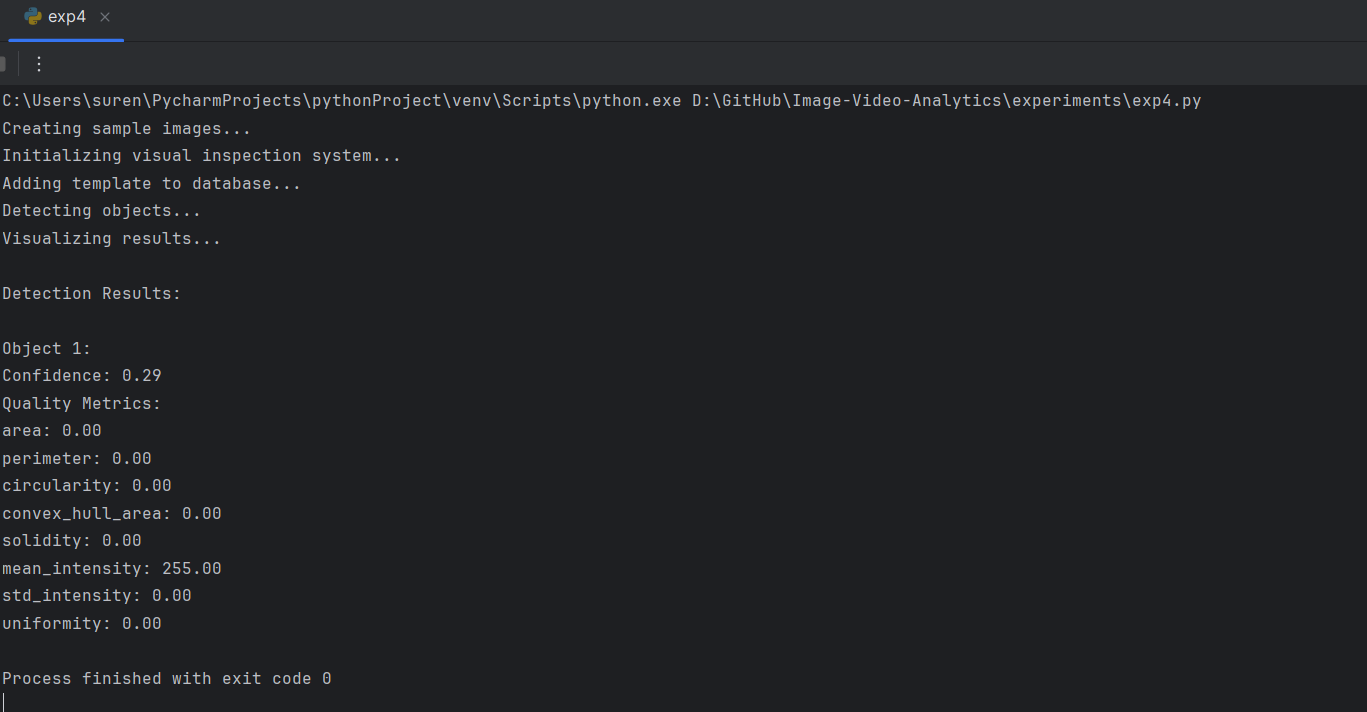 exp4
C:\Users\suren\PycharmProjects\pythonProject\venv\Scripts\python.exe D:\GitHub\Image-Video-Analytics\experiments\exp4.py
Creating sample images...
Initializing visual inspection system...
Adding template to database...
Detecting objects...
Visualizing results...
Detection Results:
Object 1:
Confidence: 0.29
Quality Metrics:
area: 0.00
perimeter: 0.00
circularity: 0.00
convex_hull_area: 0.00
solidity: 0.00
mean_intensity: 255.00
std_intensity: 0.00
uniformity: 0.00
Process finished with exit code 0